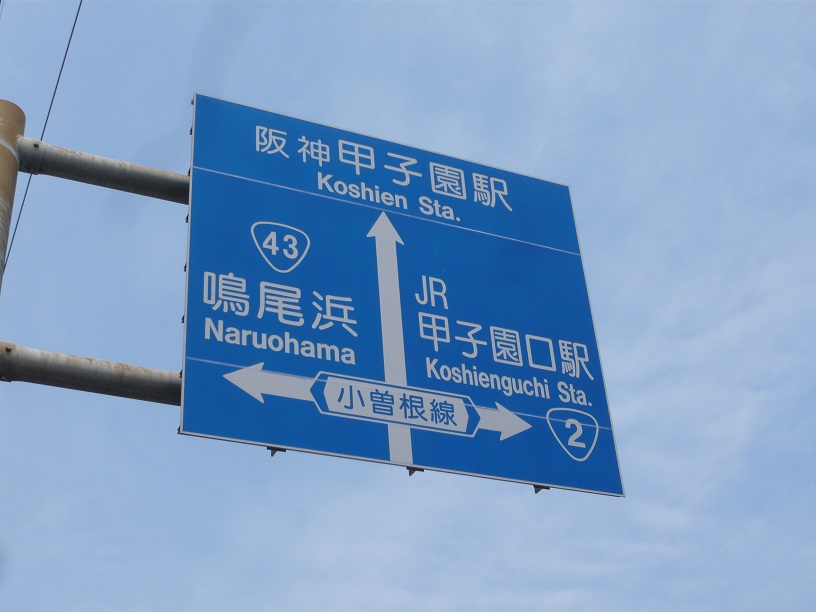 阪神甲子園駅
Koshien Sta.
43
鳴尾浜
Naruohama
JR
甲子園口駅
Koshienguchi Sta.
小曽根線
2